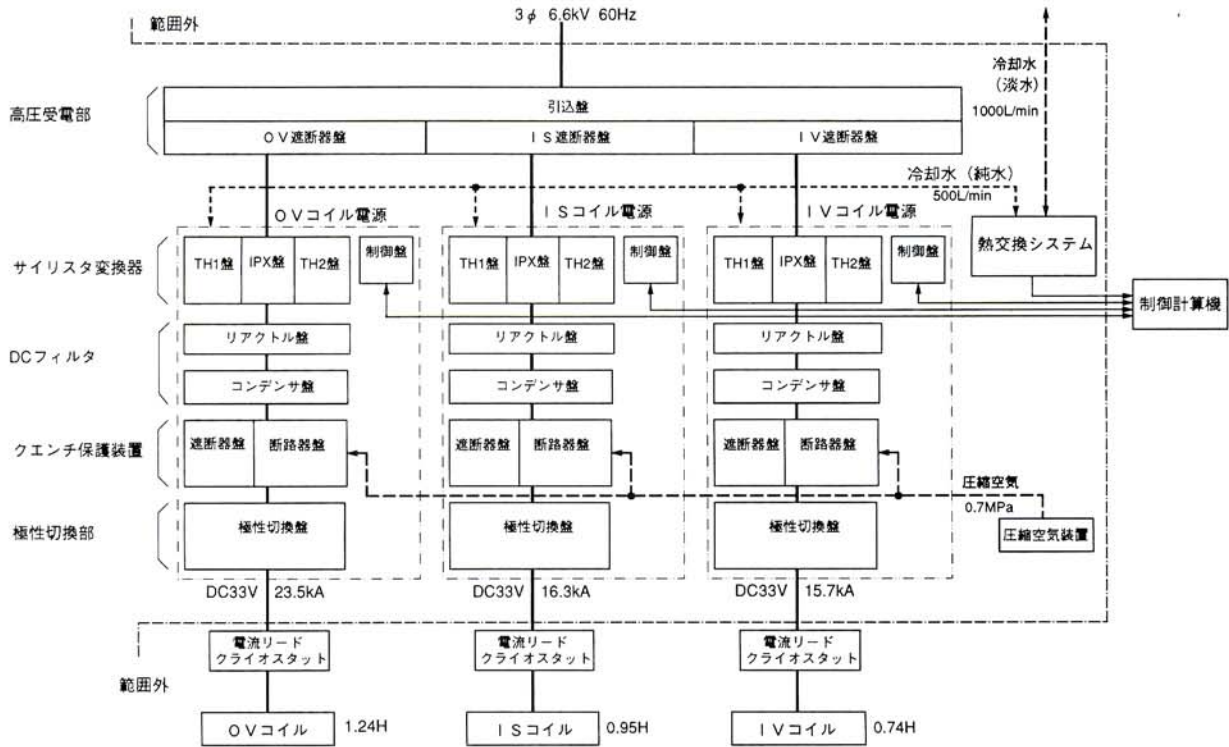 範囲外
3φ 6.6kV 60Hz
冷却水
(淡水)
1000L/min
高圧受電部
引込盤
OV遮断器盤
IS遮断器盤
IV遮断器盤
冷却水(純水)
500L/min
OVコイル電源
ISコイル電源
IVコイル電源
サイリスタ変換器
TH1盤
IPX盤
TH2盤
制御盤
TH1盤
IPX盤
TH2盤
制御盤
TH1盤
IPX盤
TH2盤
制御盤
熱交換システム
制御計算機
DCフィルタ
リアクトル盤
リアクトル盤
リアクトル盤
コンデンサ盤
コンデンサ盤
コンデンサ盤
クエンチ保護装置
遮断器盤
断路器盤
遮断器盤
断路器盤
遮断器盤
断路器盤
圧縮空気
0.7MPa
圧縮空気装置
極性切換部
極性切換盤
極性切換盤
極性切換盤
DC33V 23.5kA
DC33V 16.3kA
DC33V 15.7kA
範囲外
電流リード
クライオスタット
電流リード
クライオスタット
電流リード
クライオスタット
OVコイル
1.24H
ISコイル
0.95H
IVコイル
0.74H